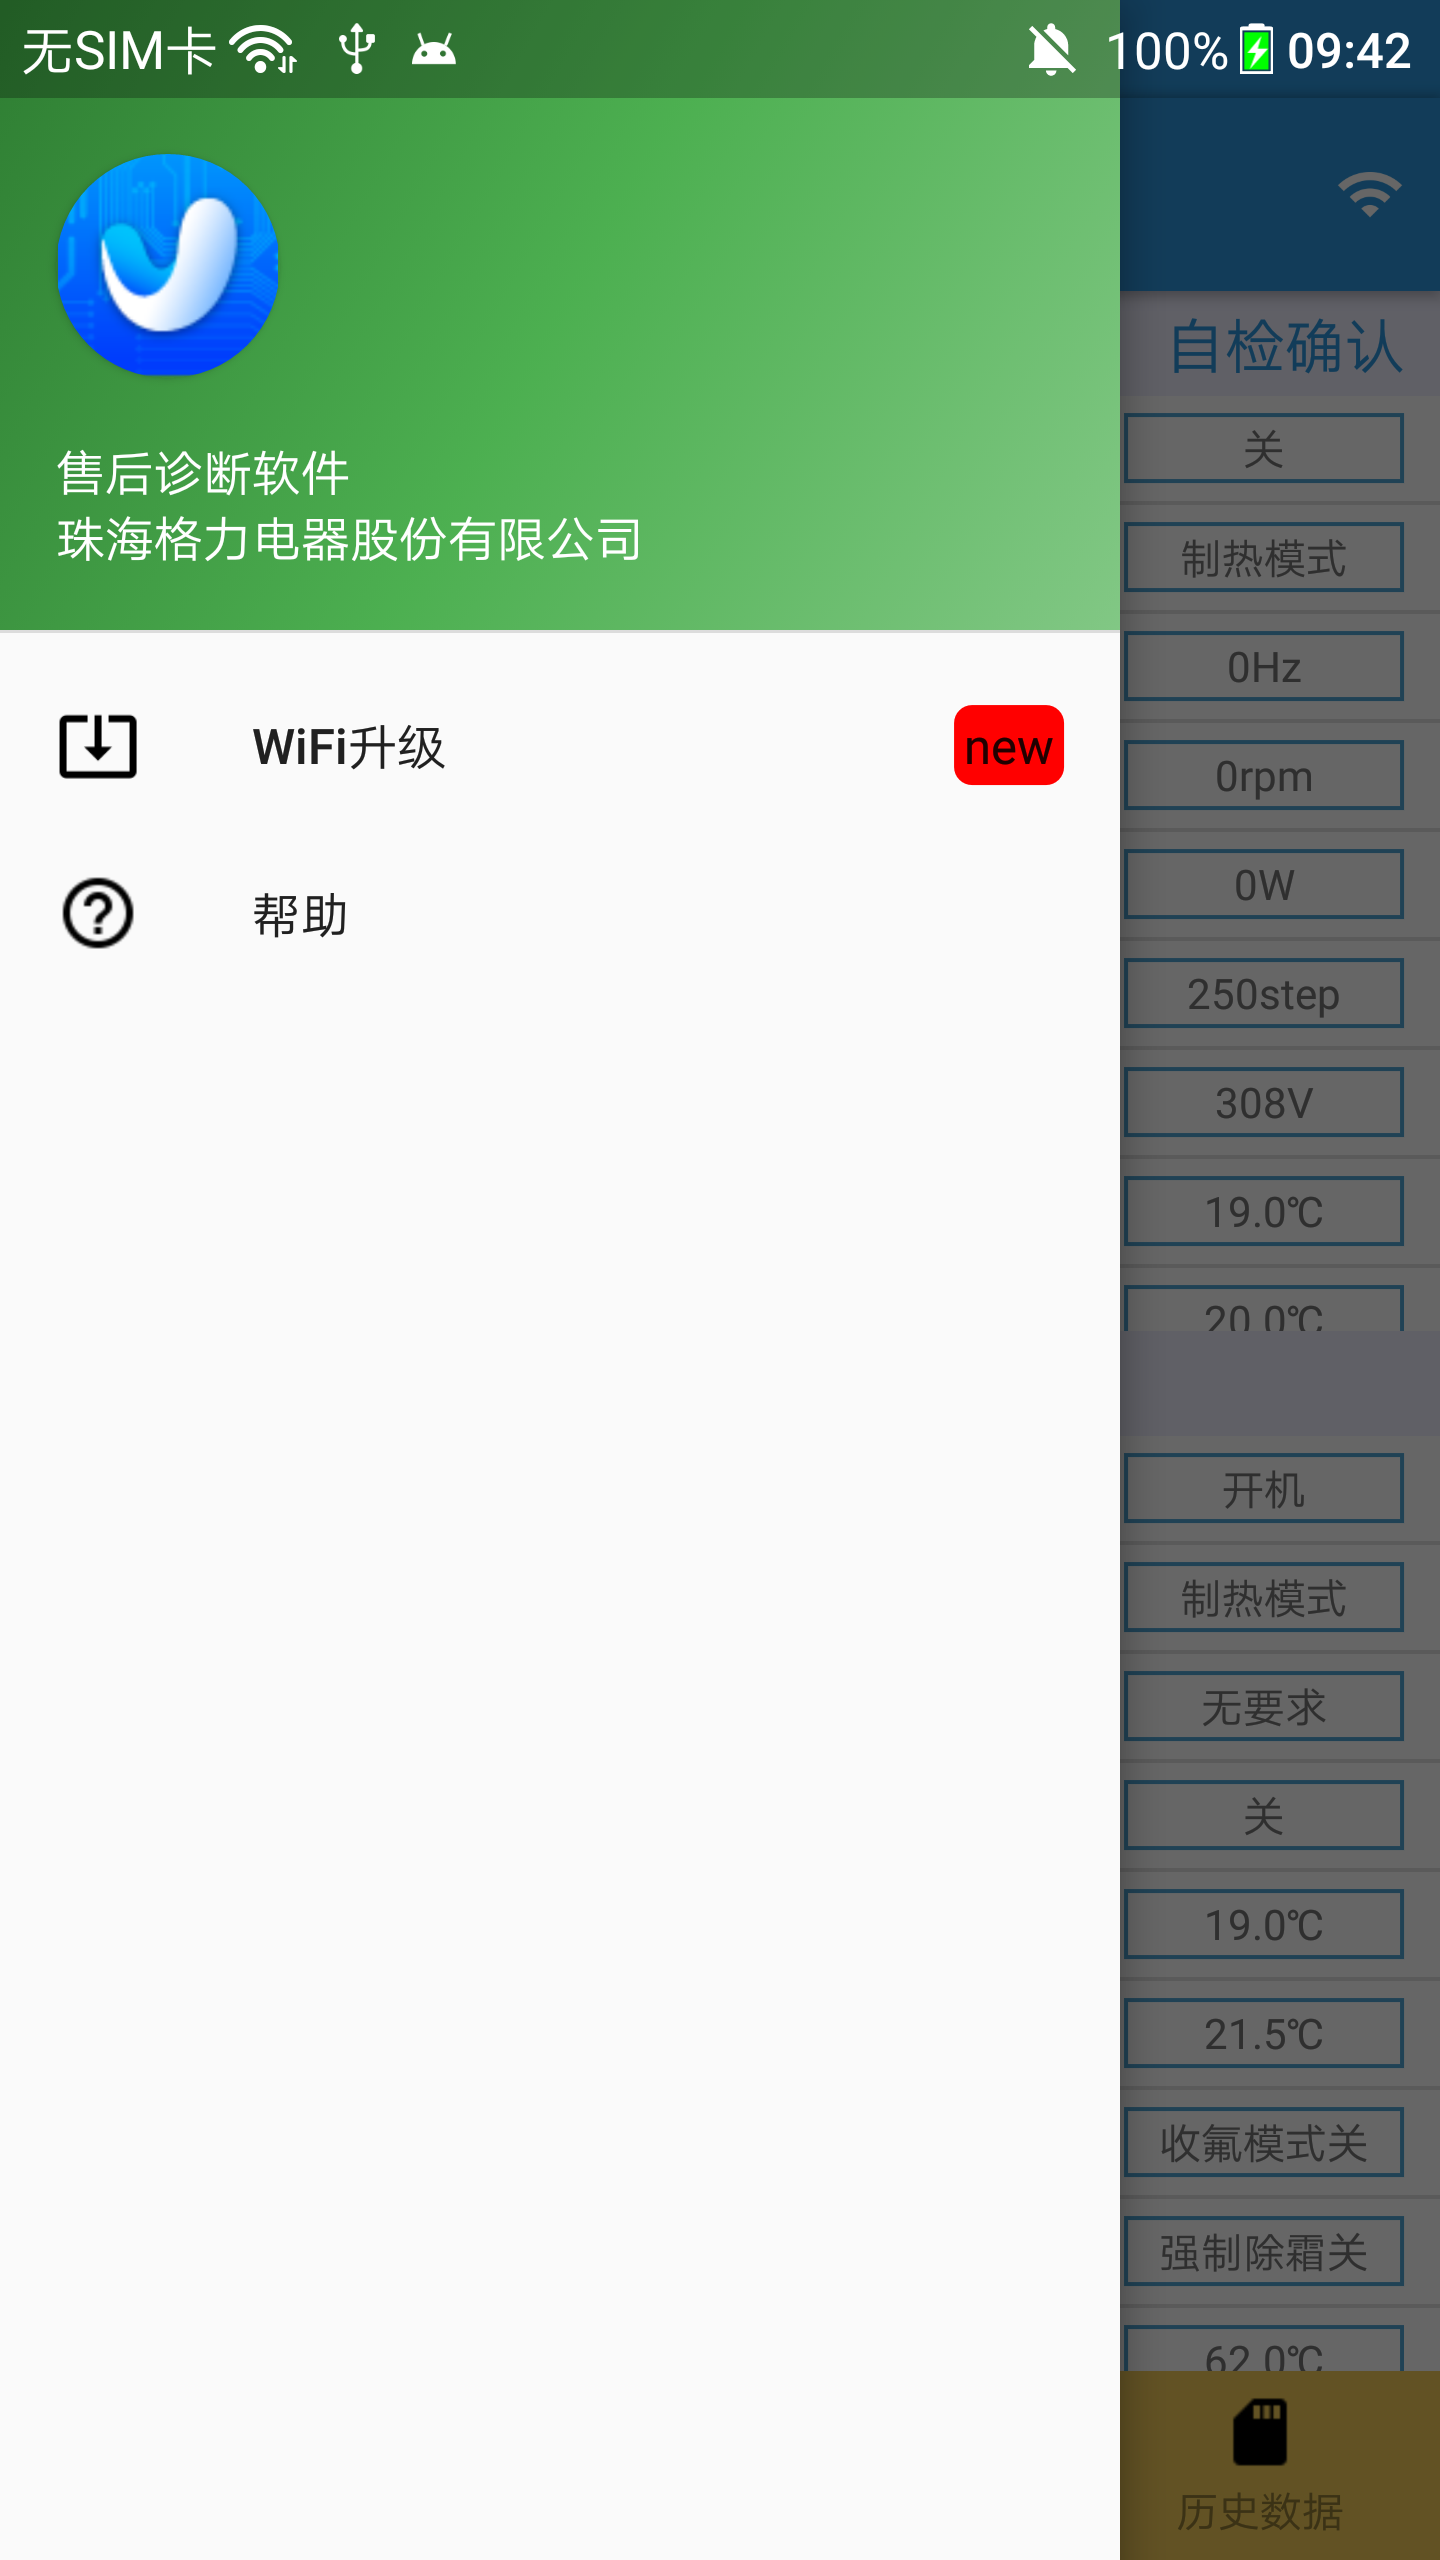 无SIM卡 100% 09:42
售后诊断软件
珠海格力电器股份有限公司
WiFi升级 new
帮助
自检确认
关
制热模式
0Hz
0rpm
0W
250step
308V
19.0℃
20.0℃
开机
制热模式
无要求
关
19.0℃
21.5℃
收氟模式关
强制除霜关
62.0℃
历史数据